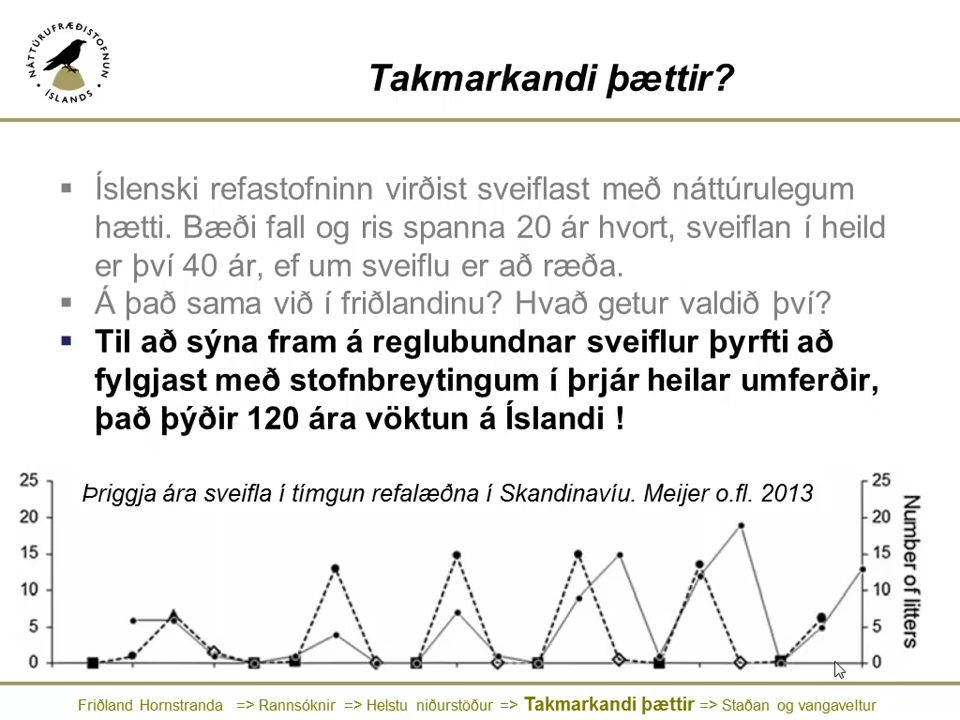 NÁTTÚRUFRÆÐISTOFNUN
• ÍSLANDS •
Takmarkandi þættir?
▪ Íslenski refastofninn virðist sveiflast með náttúrulegum
hætti. Bæði fall og ris spanna 20 ár hvort, sveiflan í heild
er því 40 ár, ef um sveiflu er að ræða.
▪ Á það sama við í friðlandinu? Hvað getur valdið því?
▪ Til að sýna fram á reglubundnar sveiflur þyrfti að
fylgjast með stofnbreytingum í þrjár heilar umferðir,
það þýðir 120 ára vöktun á Íslandi !
Þriggja ára sveifla í tímgun refalæðna í Skandinavíu. Meijer o.fl. 2013
25
20
15
10
5
0
25
20
15
10
5
0
Number of litters
Friðland Hornstranda => Rannsóknir => Helstu niðurstöður => Takmarkandi þættir => Staðan og vangaveltur